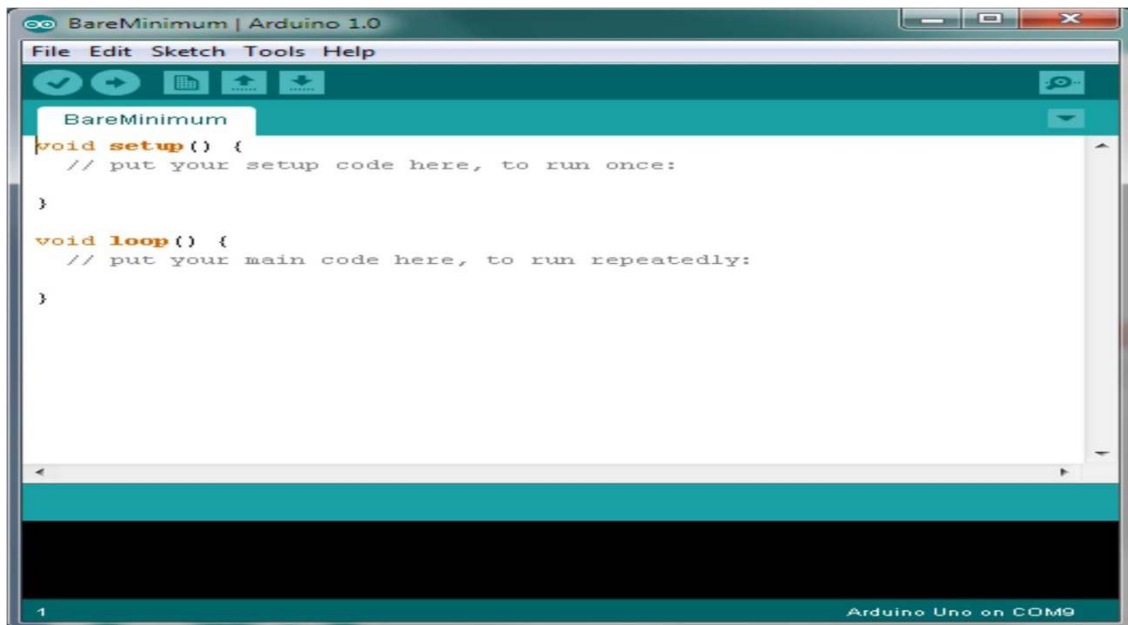 BareMinimum | Arduino 1.0
File Edit Sketch Tools Help
BareMinimum
void setup() {
  // put your setup code here, to run once:
}
void loop() {
  // put your main code here, to run repeatedly:
}
1 Arduino Uno on COM9